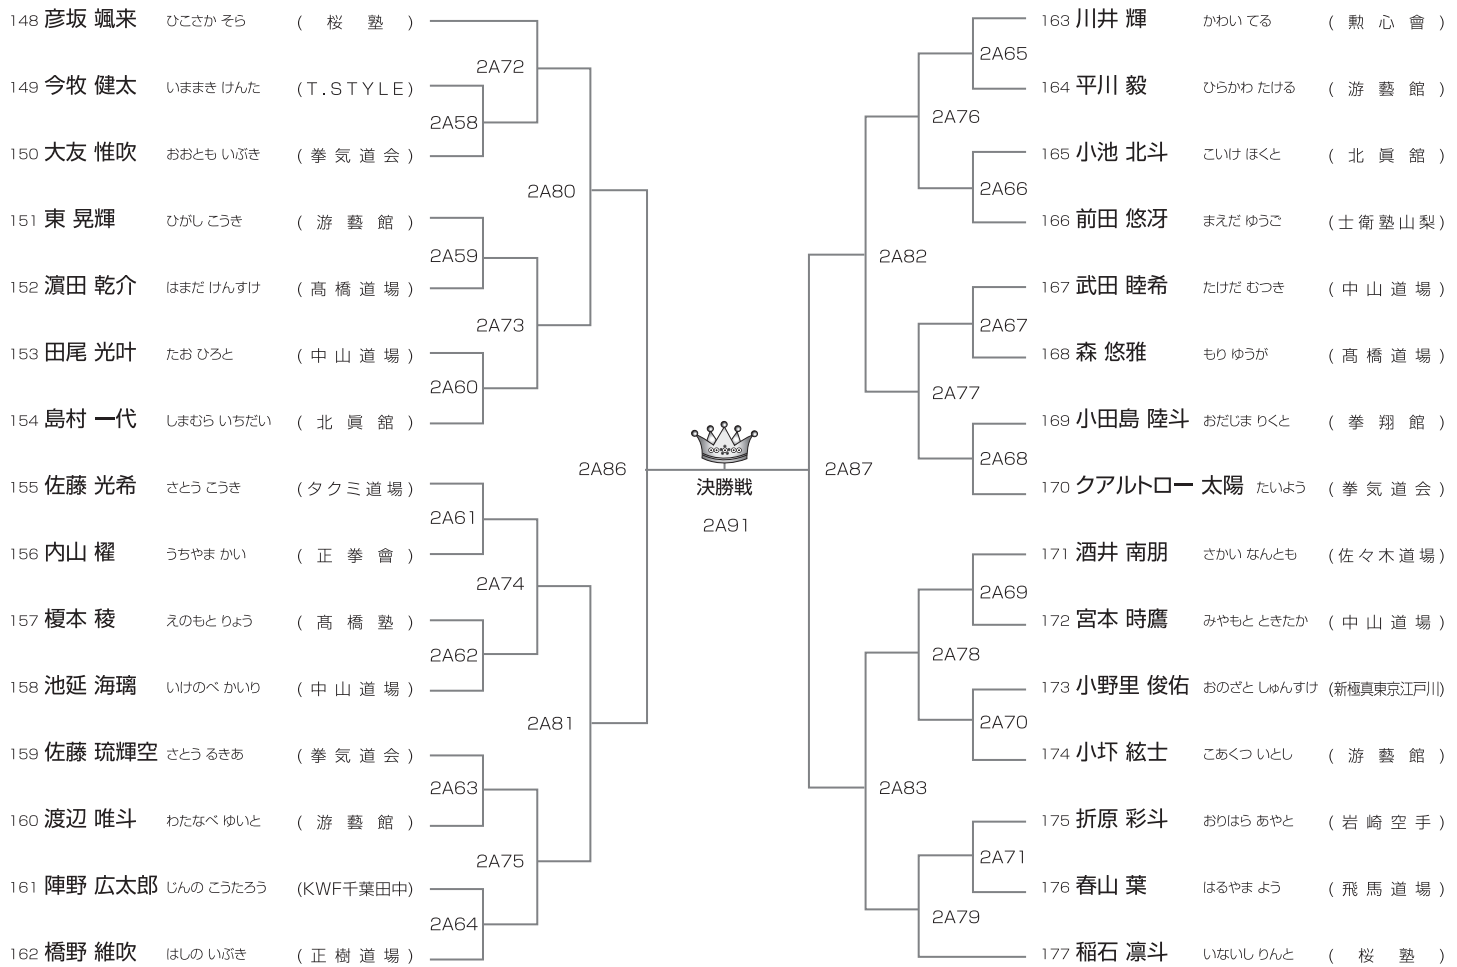 148 彦坂 颯来 ひこさか そら (桜塾)
2A72
149 今牧 健太 いままき けんた (T.STYLE)
2A58
150 大友 惟吹 おおとも いぶき (拳気道会)
2A80
151 東 晃輝 ひがし こうき (游藝館)
2A59
152 濵田 乾介 はまだ けんすけ (髙橋道場)
2A73
153 田尾 光叶 たお ひろと (中山道場)
2A60
154 島村 一代 しまむら いちだい (北眞舘)
2A86
155 佐藤 光希 さとう こうき (タクミ道場)
2A61
156 内山 櫂 うちやま かい (正拳會)
2A74
157 榎本 稜 えのもと りょう (髙橋塾)
2A62
158 池延 海璃 いけのべ かいり (中山道場)
2A81
159 佐藤 琉輝空 さとう るきあ (拳気道会)
2A63
160 渡辺 唯斗 わたなべ ゆいと (游藝館)
2A75
161 陣野 広太郎 じんの こうたろう (KWF千葉田中)
2A64
162 橋野 維吹 はしの いぶき (正樹道場)
決勝戦
2A91
163 川井 輝 かわい てる (勲心會)
2A65
164 平川 毅 ひらかわ たける (游藝館)
2A76
165 小池 北斗 こいけ ほくと (北眞舘)
2A66
166 前田 悠冴 まえだ ゆうご (士衛塾山梨)
2A82
167 武田 睦希 たけだ むつき (中山道場)
2A67
168 森 悠雅 もり ゆうが (髙橋道場)
2A77
169 小田島 陸斗 おだじま りくと (拳翔館)
2A68
2A87
170 クアルトロー 太陽 たいよう (拳気道会)
171 酒井 南朋 さかい なんとも (佐々木道場)
2A69
172 宮本 時鷹 みやもと ときたか (中山道場)
2A78
173 小野里 俊佑 おのざと しゅんすけ (新極真東京江戸川)
2A70
174 小圷 絃士 こあくつ いとし (游藝館)
2A83
175 折原 彩斗 おりはら あやと (岩崎空手)
2A71
176 春山 葉 はるやま よう (飛馬道場)
2A79
177 稲石 凛斗 いないし りんと (桜塾)